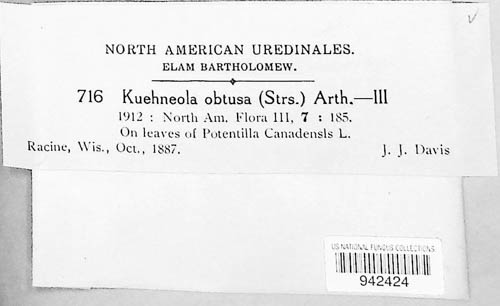 NORTH AMERICAN UREDINALES.
ELAM BARTHOLOMEW.
716 Kuehneola obtusa (Strs.) Arth.—III
1912 : North Am. Flora III, 7 : 185.
On leaves of Potentilla Canadensis L.
Racine, Wis., Oct., 1887. J. J. Davis
US NATIONAL FUNGUS COLLECTIONS
942424